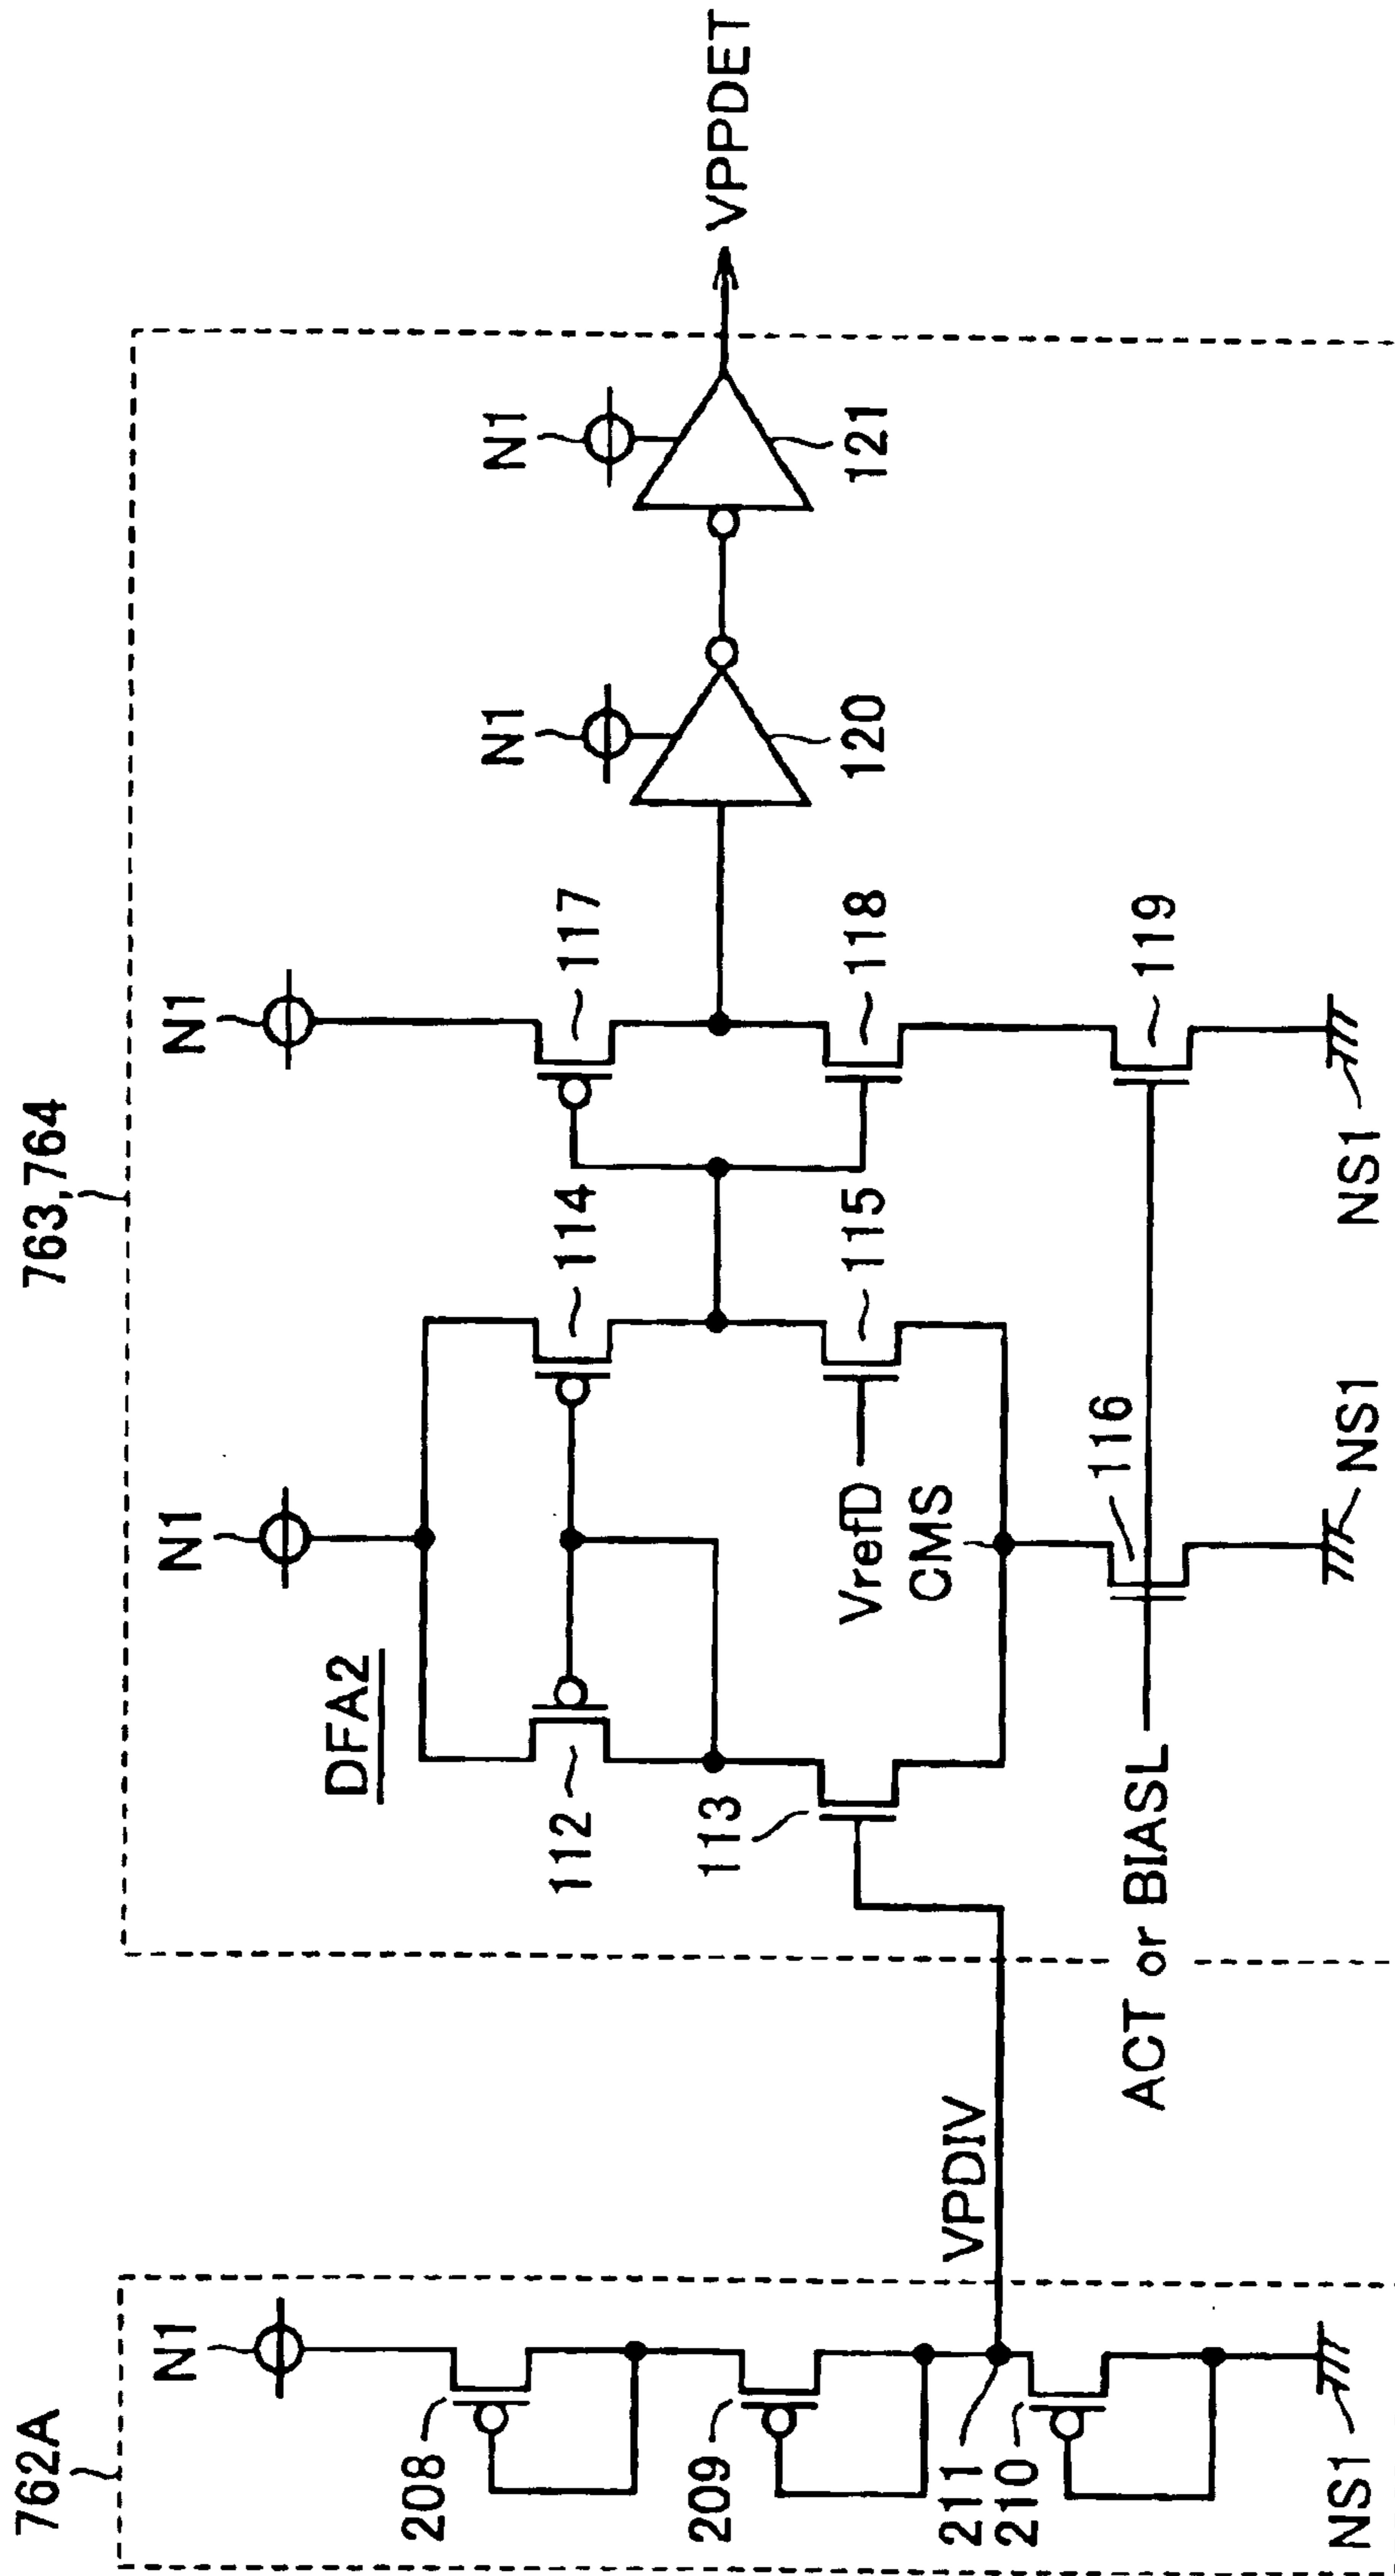 762A
763,764
N1
208
209
211
210
NS1
VPDIV
N1
DFA2
112
113
114
115
VrefD
CMS
116
ACT or BIASL
NS1
N1
117
118
119
NS1
N1
120
N1
121
VPPDET